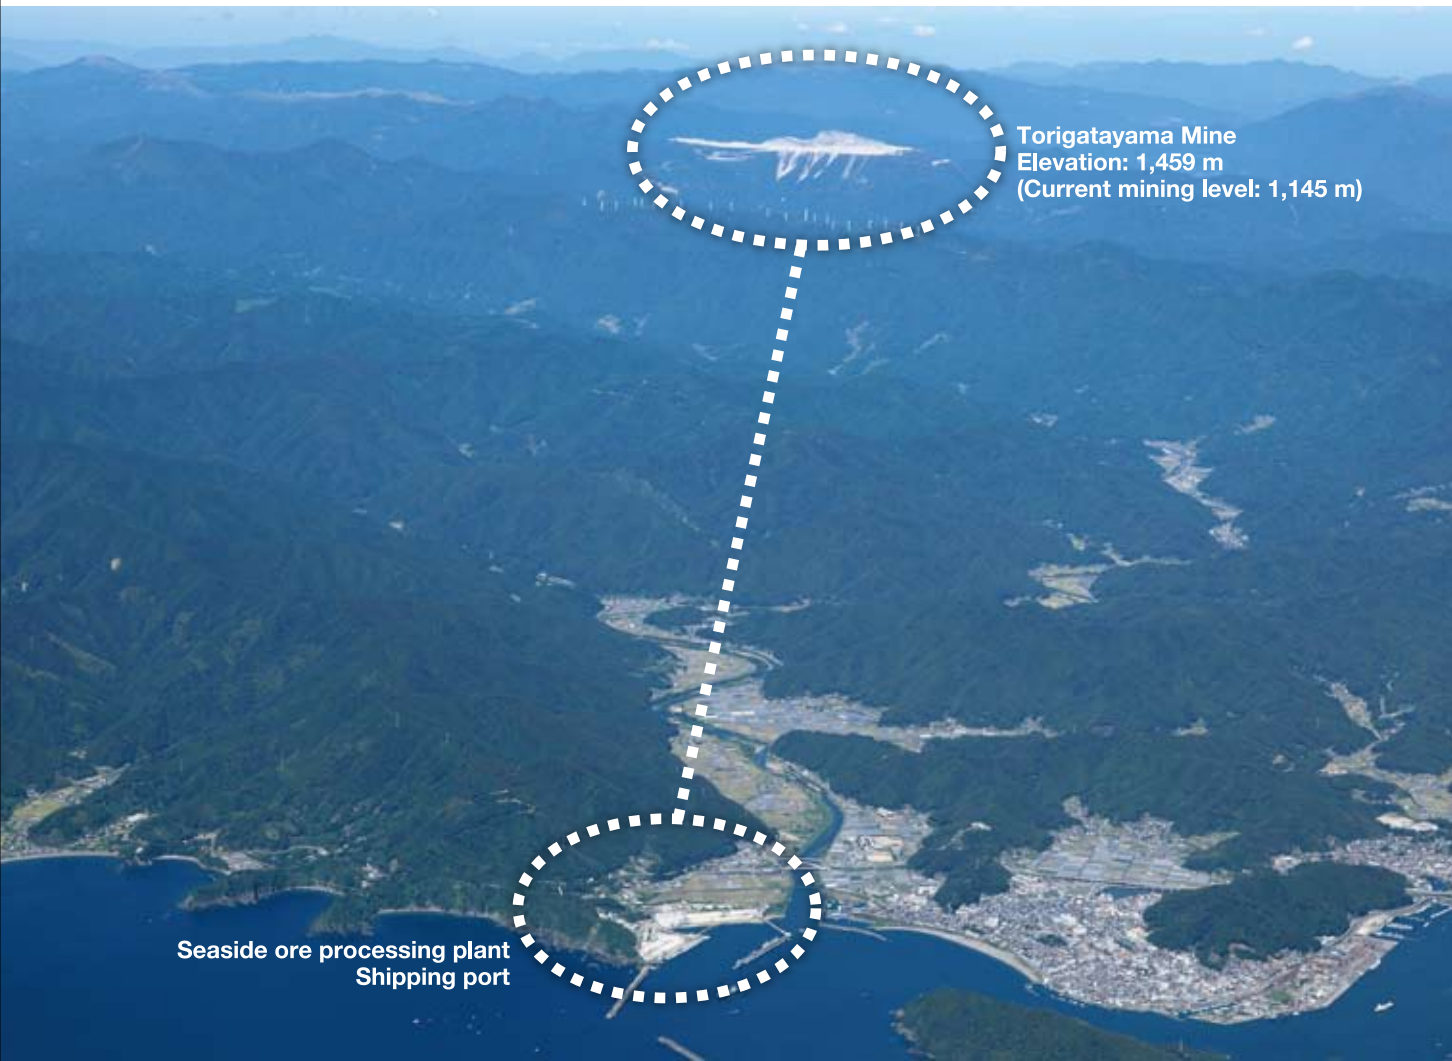 Torigatayama Mine
Elevation: 1,459 m
(Current mining level: 1,145 m)
Seaside ore processing plant
Shipping port